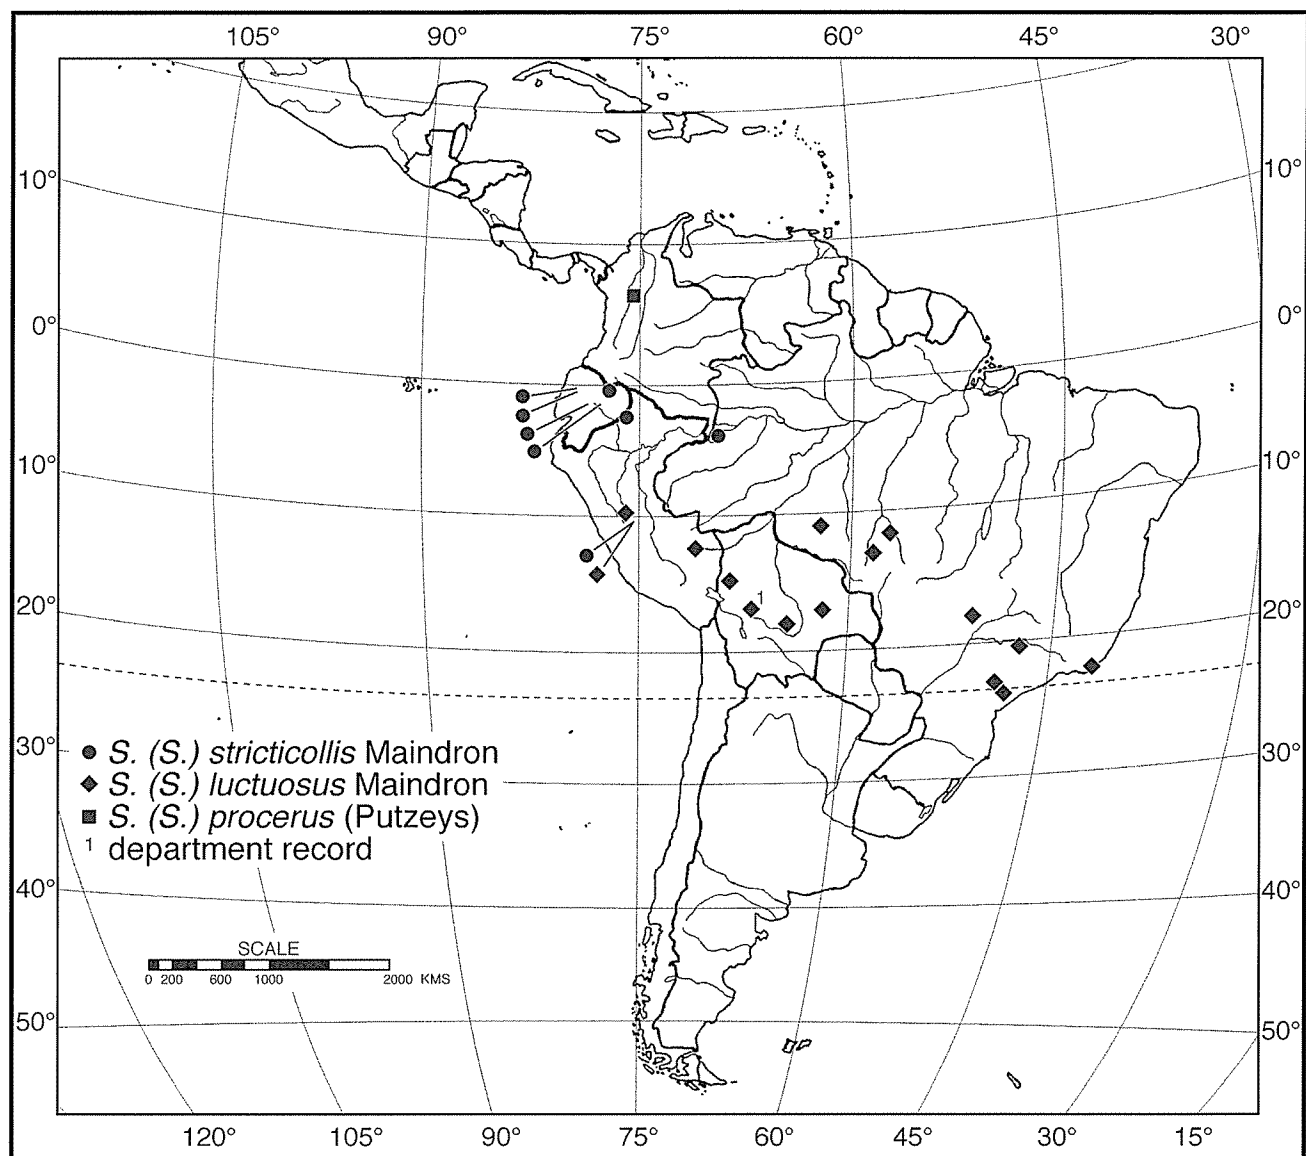 105° 90° 75° 60° 45° 30°
10° 10°
0° 0°
10° 10°
1
20° 20°
30° 30°
● S. (S.) stricticollis Maindron
◆ S. (S.) luctuosus Maindron
■ S. (S.) procerus (Putzeys)
1 department record
40° 40°
SCALE
0 200 600 1000 2000 KMS
50° 50°
120° 105° 90° 75° 60° 45° 30° 15°